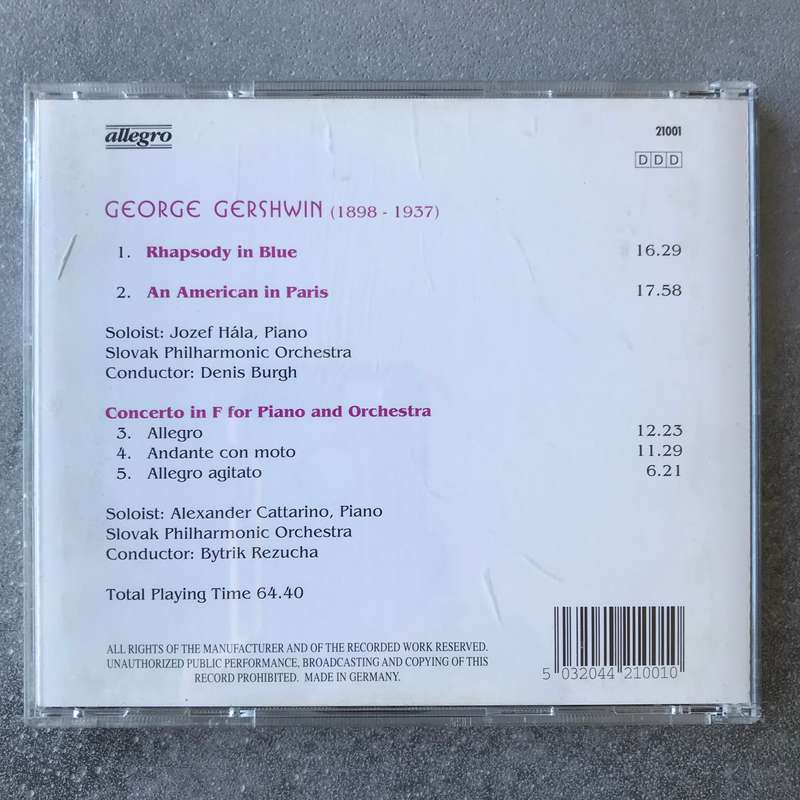 allegro
21001
DDD
GEORGE GERSHWIN (1898 - 1937)
1. Rhapsody in Blue 16.29
2. An American in Paris 17.58
Soloist: Jozef Hála, Piano
Slovak Philharmonic Orchestra
Conductor: Denis Burgh
Concerto in F for Piano and Orchestra
3. Allegro 12.23
4. Andante con moto 11.29
5. Allegro agitato 6.21
Soloist: Alexander Cattarino, Piano
Slovak Philharmonic Orchestra
Conductor: Bytrik Rezucha
Total Playing Time 64.40
ALL RIGHTS OF THE MANUFACTURER AND OF THE RECORDED WORK RESERVED.
UNAUTHORIZED PUBLIC PERFORMANCE, BROADCASTING AND COPYING OF THIS
RECORD PROHIBITED. MADE IN GERMANY.
5 032044 210010